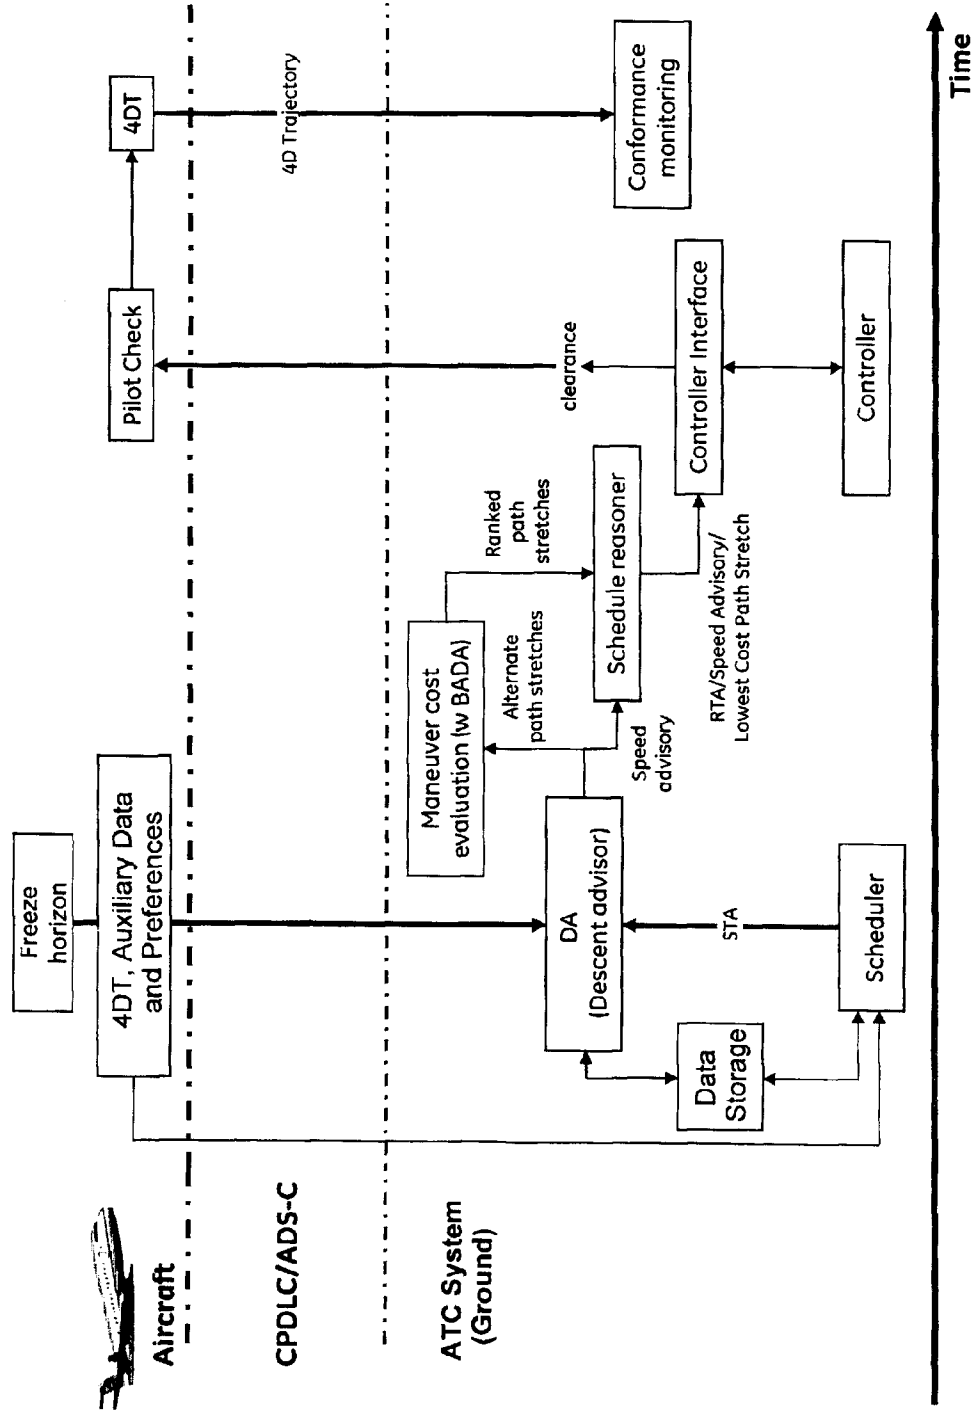 Aircraft
CPDLC/ADS-C
ATC System
(Ground)
Freeze
horizon
4DT, Auxiliary Data
and Preferences
Pilot Check
4DT
4D Trajectory
Maneuver cost
evaluation (w BADA)
Ranked
path
stretches
Alternate
path stretches
clearance
DA
(Descent advisor)
Speed
advisory
Schedule reasoner
Conformance
monitoring
Data
Storage
STA
RTA/Speed Advisory/
Lowest Cost Path Stretch
Controller Interface
Scheduler
Controller
Time